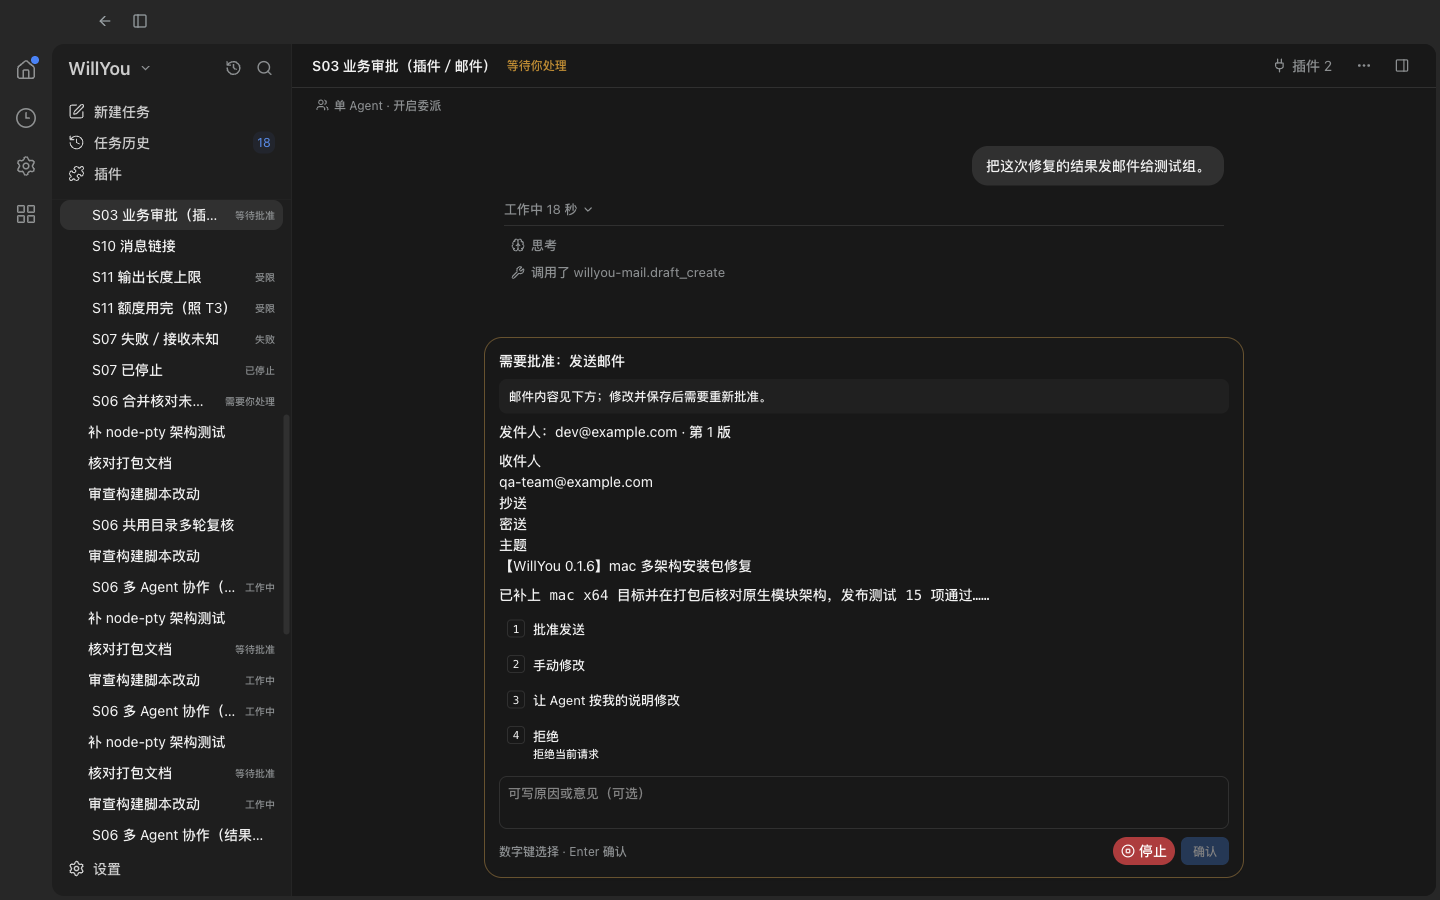 WillYou
新建任务
任务历史 18
插件
S03 业务审批（插... 等待批准
S10 消息链接
S11 输出长度上限 受限
S11 额度用完（照 T3） 受限
S07 失败 / 接收未知 失败
S07 已停止 已停止
S06 合并核对未... 需要你处理
补 node-pty 架构测试
核对打包文档
审查构建脚本改动
S06 共用目录多轮复核
审查构建脚本改动
S06 多 Agent 协作（... 工作中
补 node-pty 架构测试
核对打包文档 等待批准
审查构建脚本改动 工作中
S06 多 Agent 协作（... 工作中
补 node-pty 架构测试
核对打包文档 等待批准
审查构建脚本改动 工作中
S06 多 Agent 协作（结果...
设置
S03 业务审批（插件 / 邮件） 等待你处理
插件 2
单 Agent · 开启委派
把这次修复的结果发邮件给测试组。
工作中 18 秒
思考
调用了 willyou-mail.draft_create
需要批准：发送邮件
邮件内容见下方；修改并保存后需要重新批准。
发件人：dev@example.com · 第 1 版
收件人
qa-team@example.com
抄送
密送
主题
【WillYou 0.1.6】mac 多架构安装包修复
已补上 mac x64 目标并在打包后核对原生模块架构，发布测试 15 项通过……
1 批准发送
2 手动修改
3 让 Agent 按我的说明修改
4 拒绝
拒绝当前请求
可写原因或意见（可选）
数字键选择 · Enter 确认
停止
确认